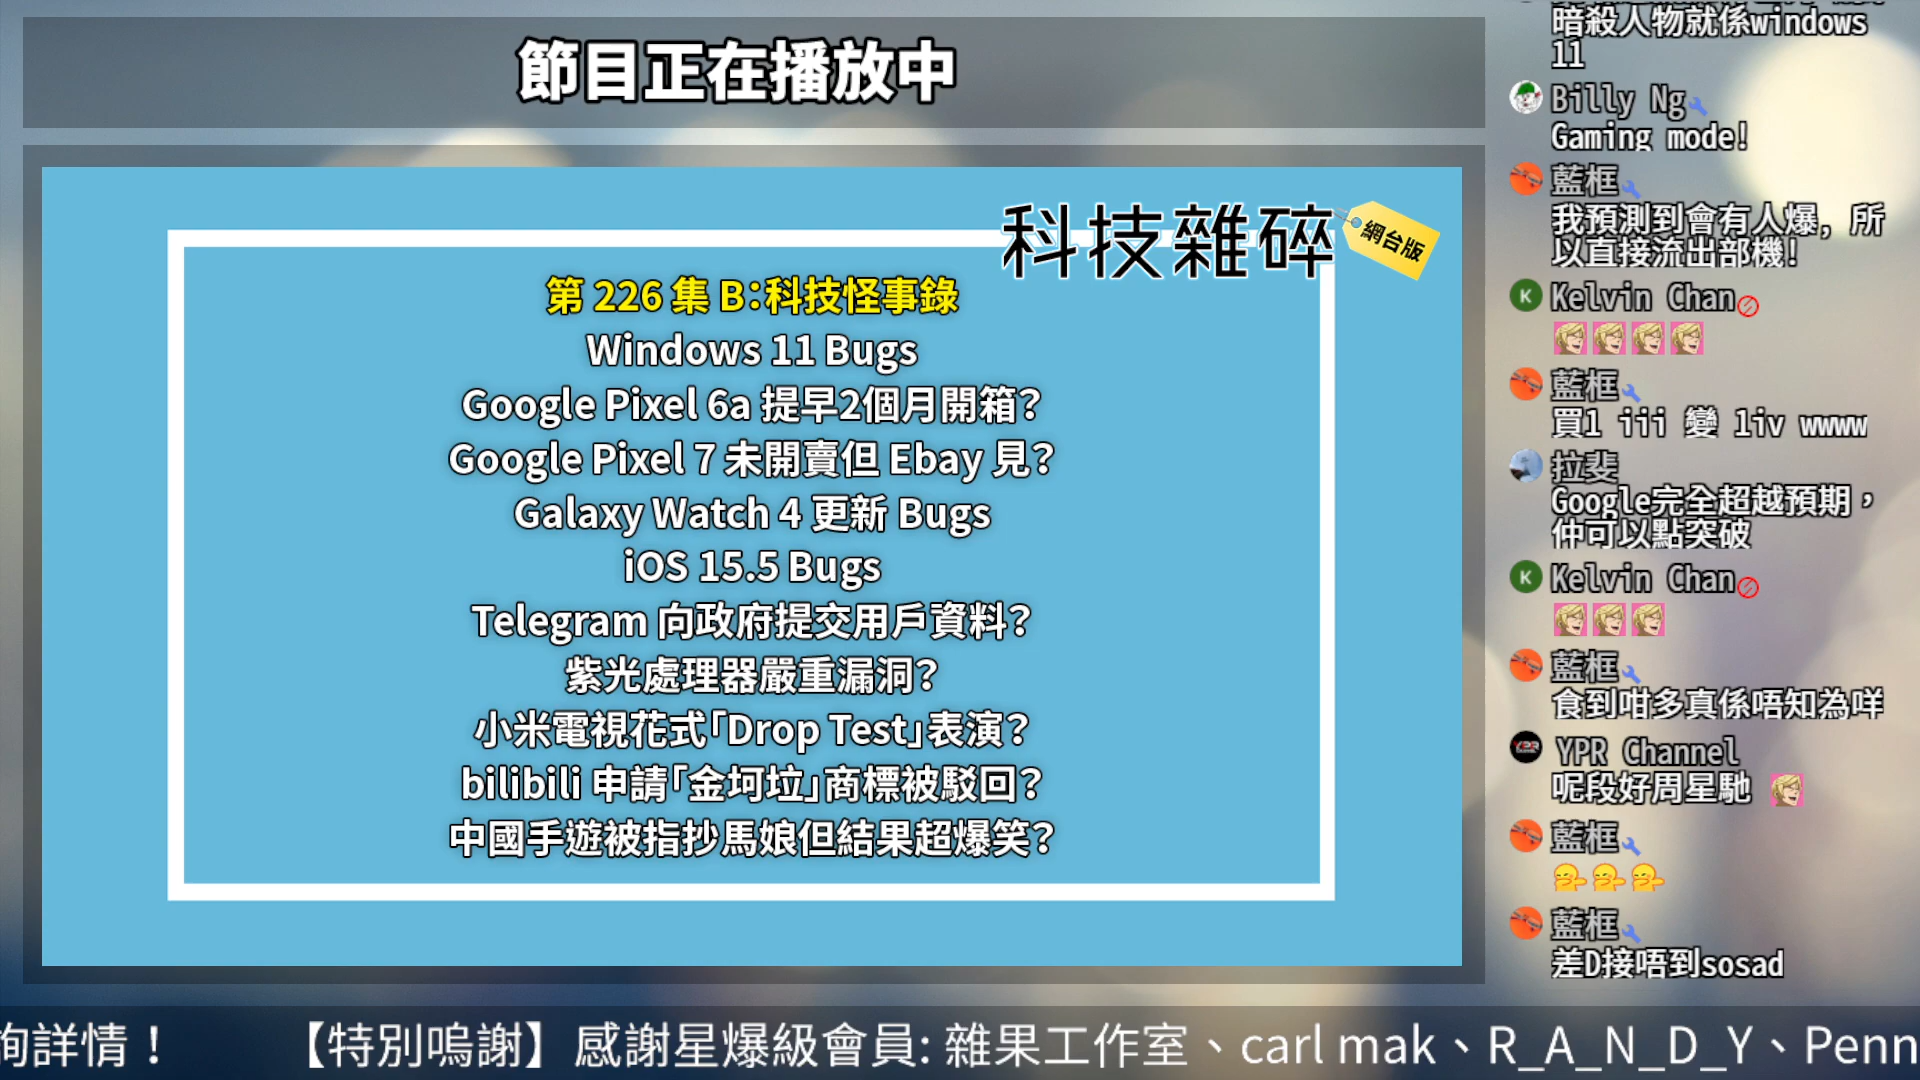 節目正在播放中
科技雜碎
網台版
第 226 集 B:科技怪事錄
Windows 11 Bugs
Google Pixel 6a 提早2個月開箱?
Google Pixel 7 未開賣但 Ebay 見?
Galaxy Watch 4 更新 Bugs
iOS 15.5 Bugs
Telegram 向政府提交用戶資料?
紫光處理器嚴重漏洞?
小米電視花式「Drop Test」表演?
bilibili 申請「金坷垃」商標被駁回?
中國手遊被指抄馬娘但結果超爆笑?
暗殺人物就係windows
11
Billy Ng
Gaming mode!
藍框
我預測到會有人爆，所
以直接流出部機!
K Kelvin Chan
藍框
買1 iii 變 liv wwww
拉斐
Google完全超越預期，
仲可以點突破
K Kelvin Chan
藍框
食到咁多真係唔知為咩
YPR YPR Channel
呢段好周星馳
藍框
藍框
差D接唔到sosad
詢詳情！ 【特別鳴謝】感謝星爆級會員: 雜果工作室、carl mak、R_A_N_D_Y、Penn